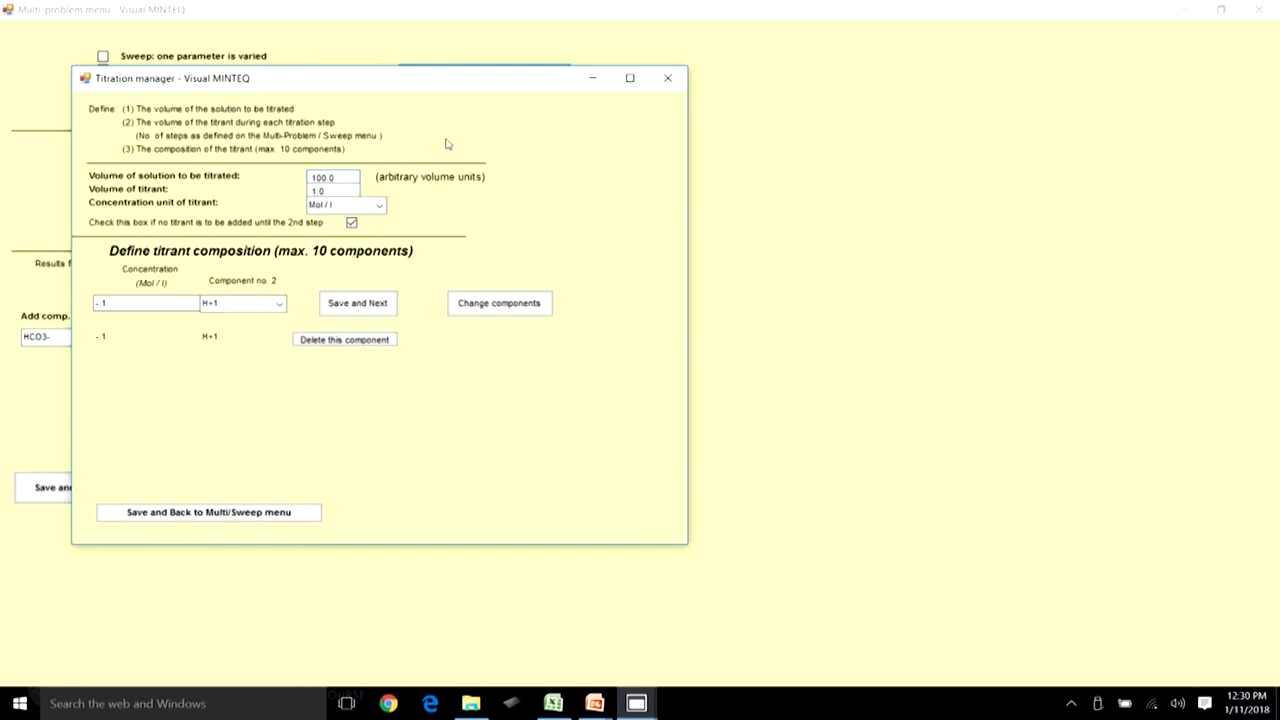 Multi-problem menu - Visual MINTEQ
Sweep: one parameter is varied
Titration manager - Visual MINTEQ
Define: (1) The volume of the solution to be titrated
(2) The volume of the titrant during each titration step
(No. of steps as defined on the Multi-Problem / Sweep menu )
(3) The composition of the titrant (max. 10 components)
Volume of solution to be titrated: 100.0 (arbitrary volume units)
Volume of titrant: 1.0
Concentration unit of titrant: Mol / l
Check this box if no titrant is to be added until the 2nd step
Define titrant composition (max. 10 components)
Results f
Concentration
(Mol / l)
Component no. 2
- 1 H+1 Save and Next Change components
Add comp.
HCO3-
- 1 H+1 Delete this component
Save and
Save and Back to Multi/Sweep menu
Search the web and Windows
12:30 PM
1/11/2018